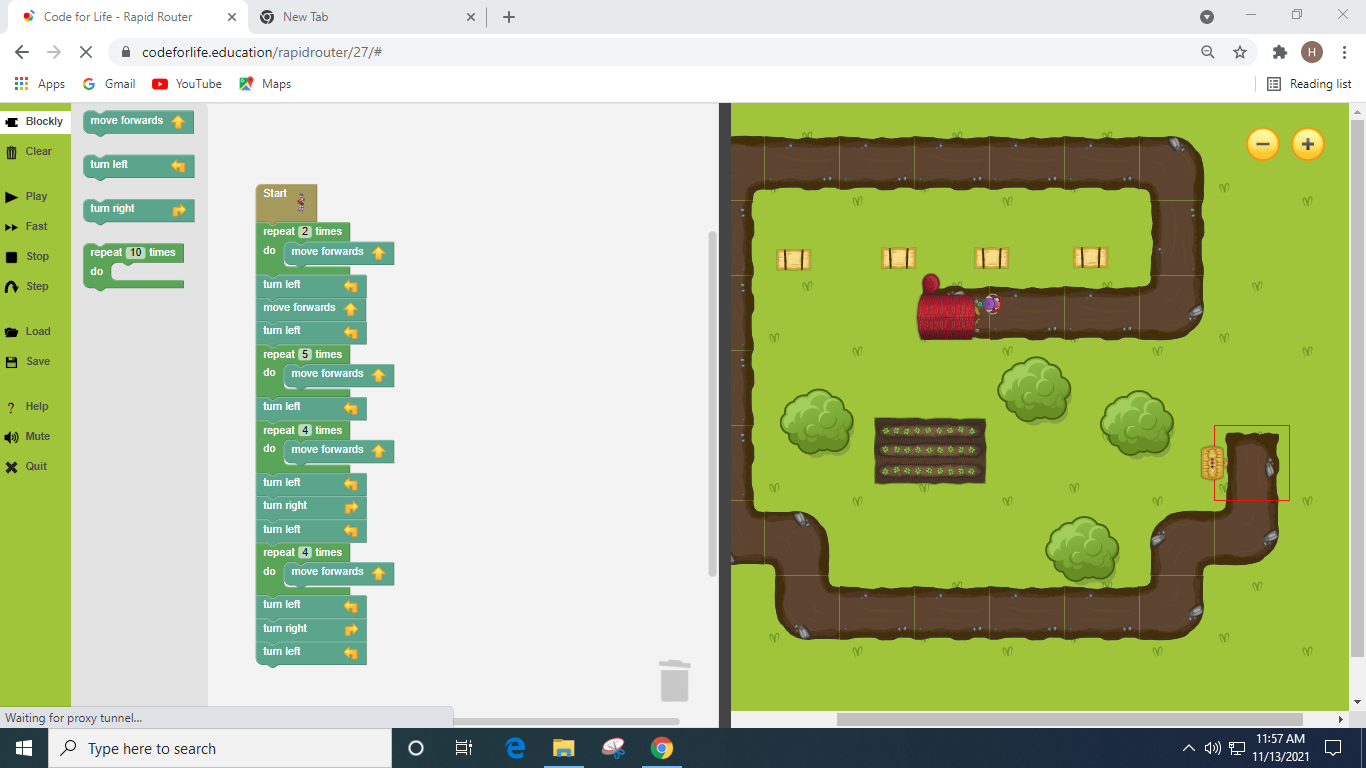 Code for Life - Rapid Router
New Tab
codeforlife.education/rapidrouter/27/#
H
Apps
Gmail
YouTube
Maps
Reading list
Blockly
Clear
Play
Fast
Stop
Step
Load
Save
? Help
Mute
Quit
move forwards
turn left
turn right
repeat 10 times
do
Start
repeat 2 times
do move forwards
turn left
move forwards
turn left
repeat 5 times
do move forwards
turn left
repeat 4 times
do move forwards
turn left
turn right
turn left
repeat 4 times
do move forwards
turn left
turn right
turn left
Waiting for proxy tunnel...
Type here to search
11:57 AM
11/13/2021